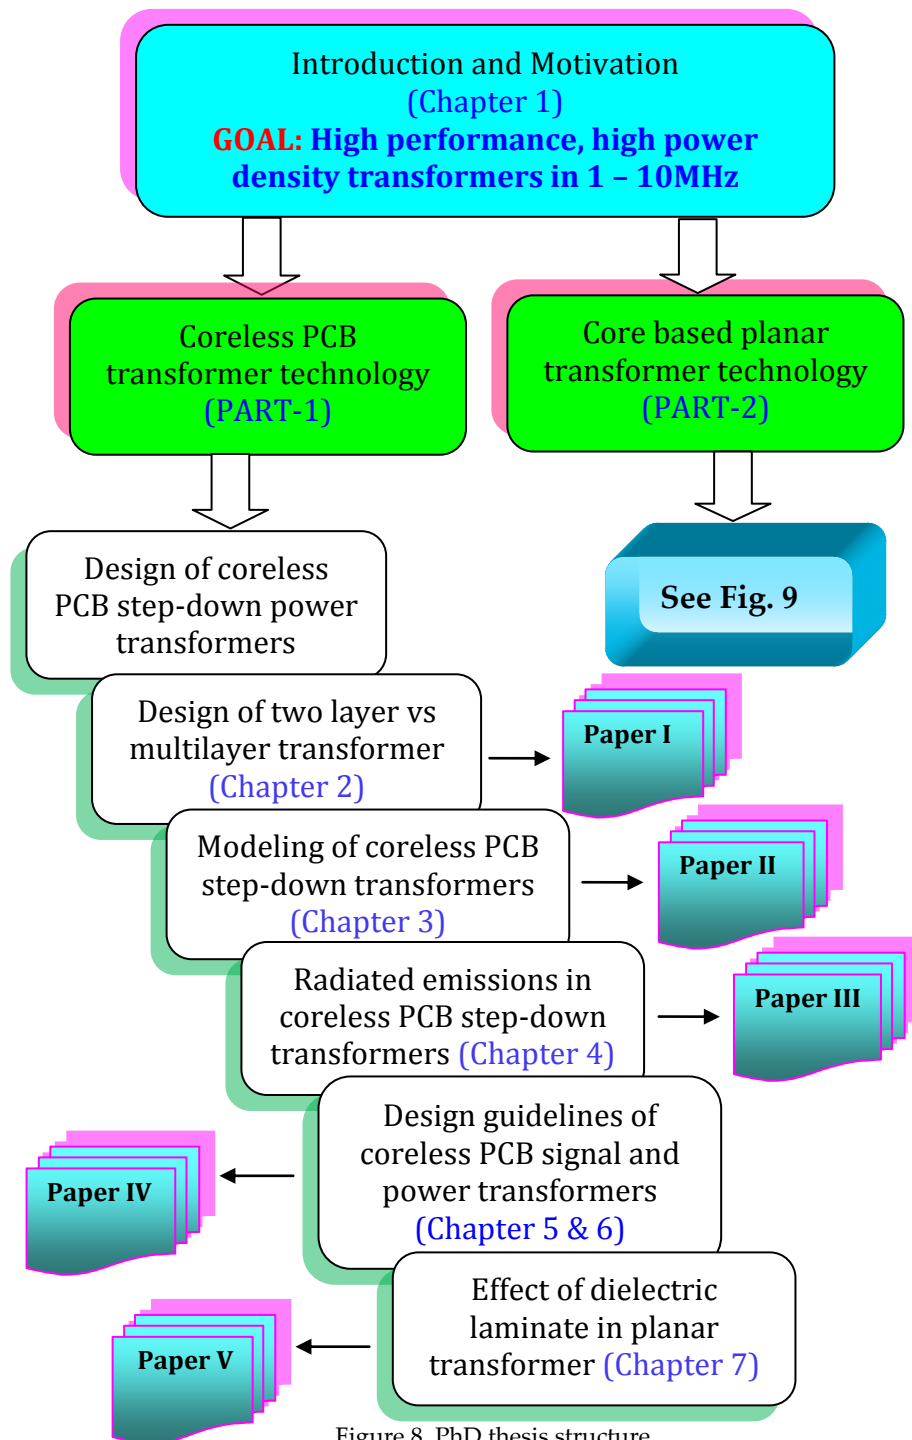 Introduction and Motivation
(Chapter 1)
GOAL: High performance, high power
density transformers in 1 – 10MHz
Coreless PCB
transformer technology
(PART-1)
Core based planar
transformer technology
(PART-2)
Design of coreless
PCB step-down power
transformers
See Fig. 9
Design of two layer vs
multilayer transformer
(Chapter 2)
Paper I
Modeling of coreless PCB
step-down transformers
(Chapter 3)
Paper II
Radiated emissions in
coreless PCB step-down
transformers (Chapter 4)
Paper III
Design guidelines of
coreless PCB signal and
power transformers
(Chapter 5 & 6)
Paper IV
Effect of dielectric
laminate in planar
transformer (Chapter 7)
Paper V
Figure 8. PhD thesis structure